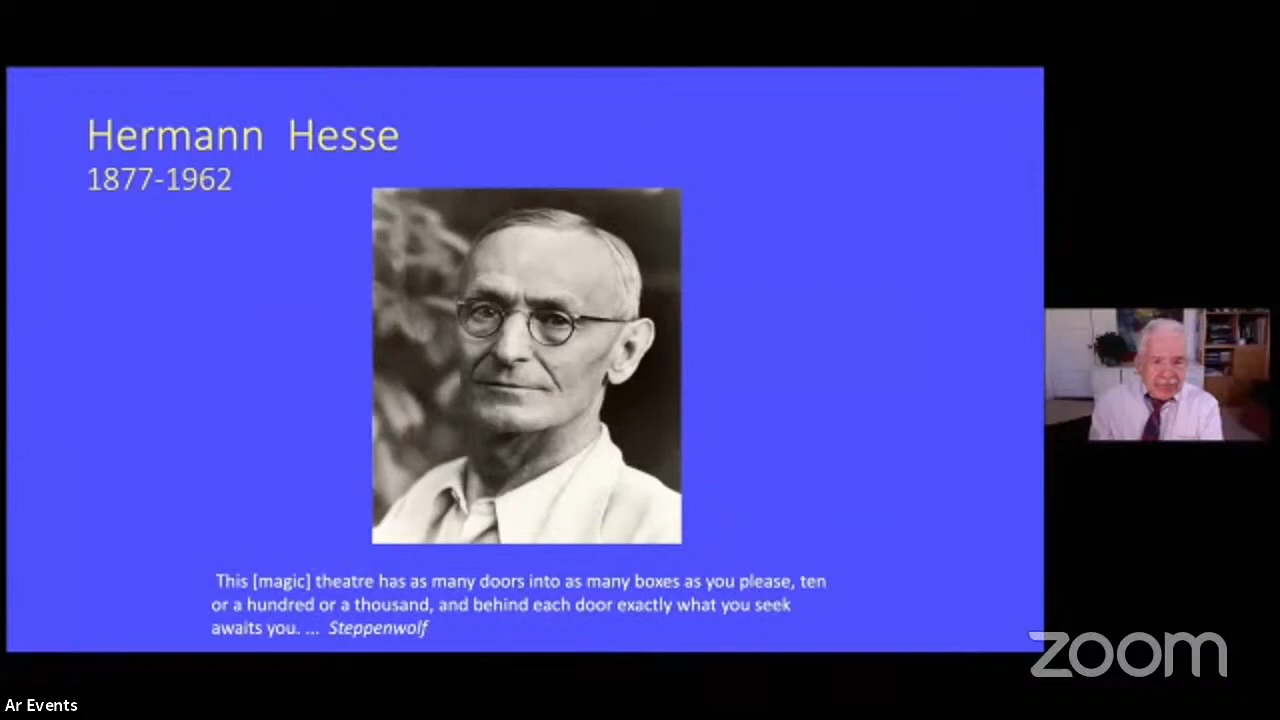 Hermann Hesse
1877-1962
This [magic] theatre has as many doors into as many boxes as you please, ten
or a hundred or a thousand, and behind each door exactly what you seek
awaits you. ... Steppenwolf
zoom
Ar Events